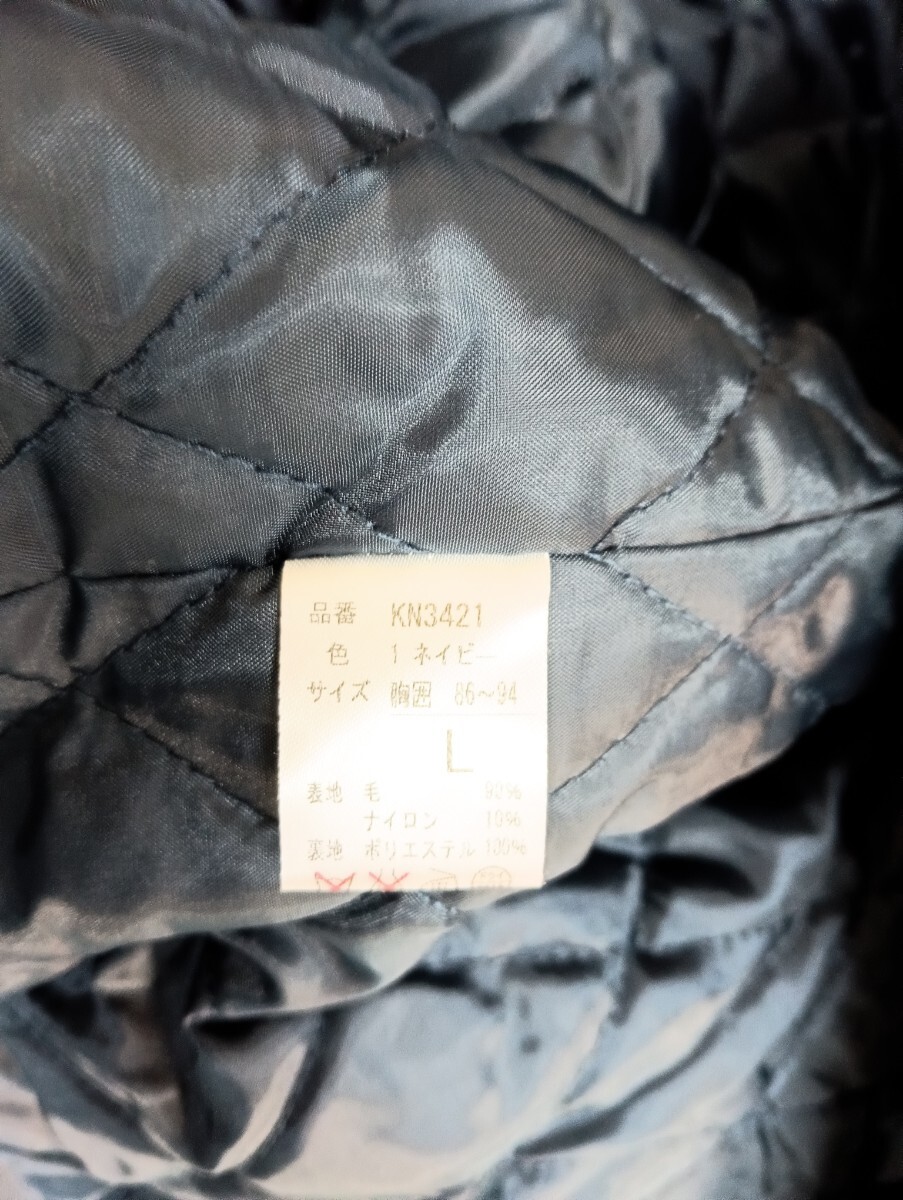 品番 KN3421
色 1 ネイビー
サイズ 胸囲 86～94
L
表地 毛 90%
ナイロン 10%
裏地 ポリエステル 100%